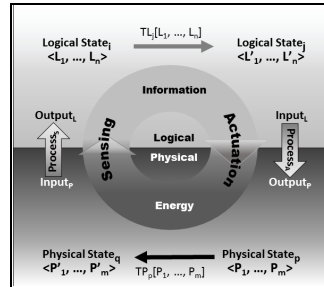 Logical State_i
<L_1, ..., L_n>
TL_j[L_1, ..., L_n]
Logical State_j
<L'_1, ..., L'_n>
Information
Output_L
Process_S
Input_P
Sensing
Logical
Physical
Actuation
Input_L
Process_A
Output_P
Energy
Physical State_q
<P'_1, ..., P'_m>
TP_p[P_1, ..., P_m]
Physical State_p
<P_1, ..., P_m>